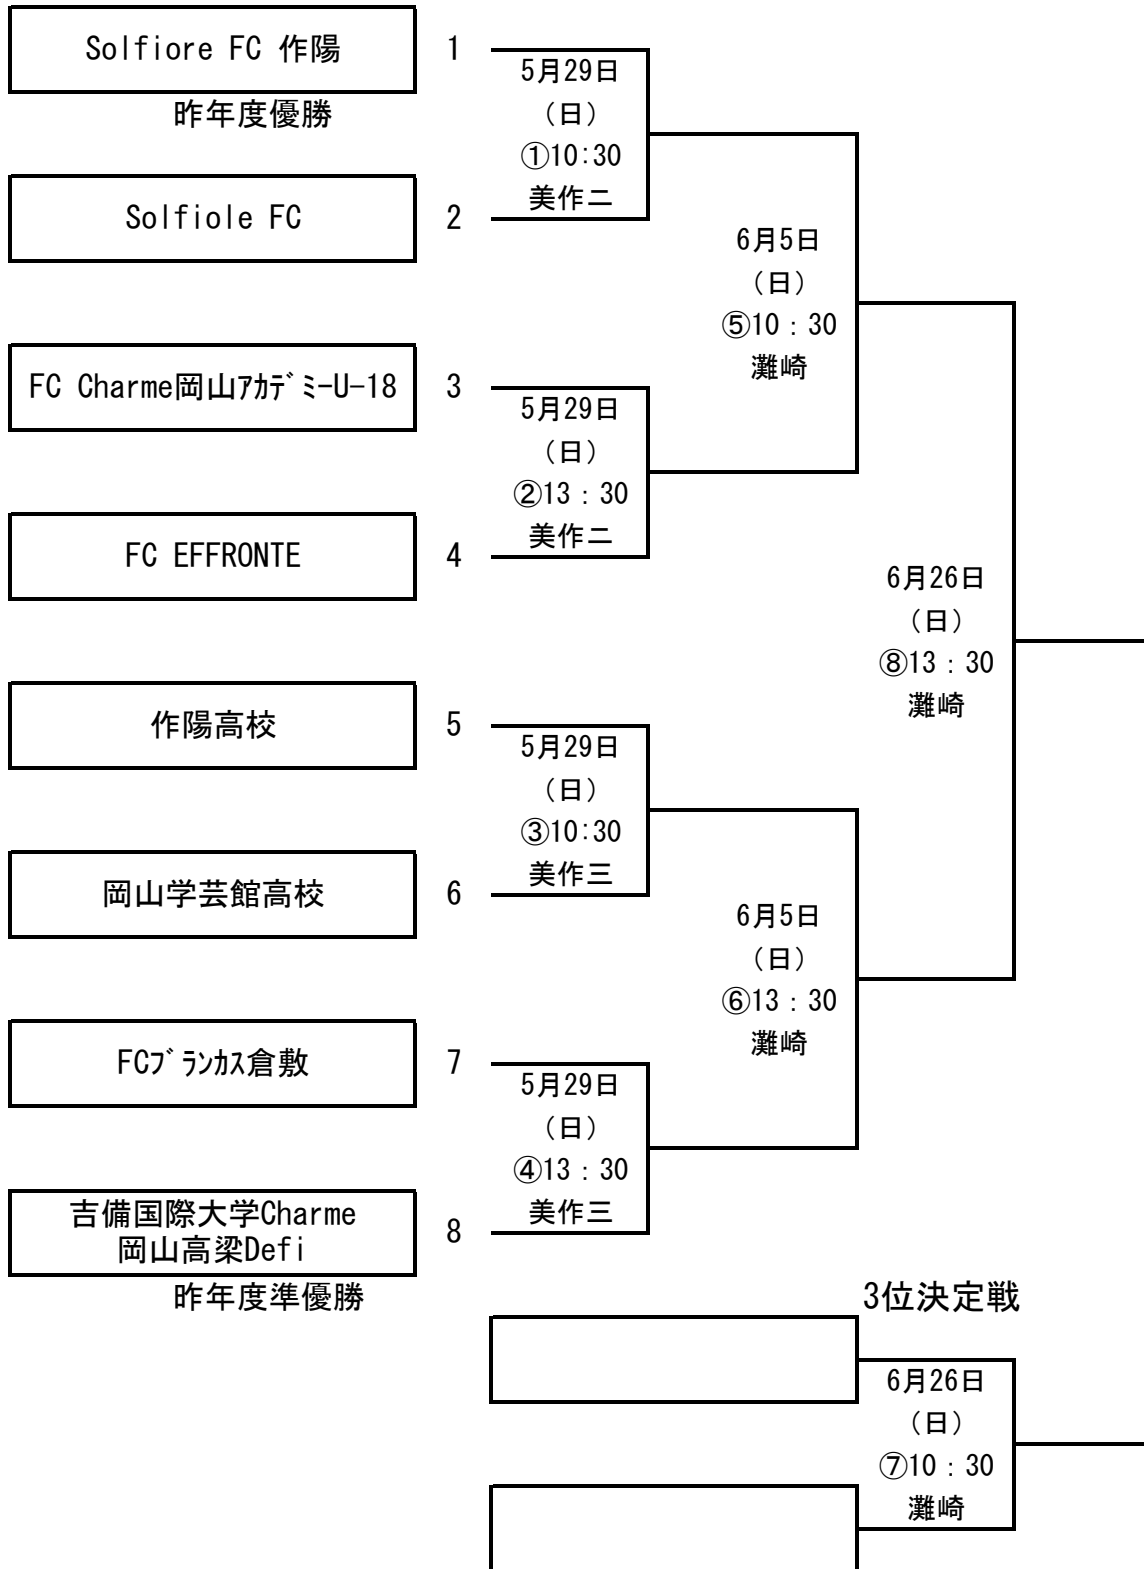 Solfiore FC 作陽
1
昨年度優勝
5月29日
（日）
①10:30
美作二
Solfiole FC
2
6月5日
（日）
⑤10：30
灘崎
FC Charme岡山ｱｶﾃﾞﾐｰU-18
3
5月29日
（日）
②13：30
美作二
FC EFFRONTE
4
6月26日
（日）
⑧13：30
灘崎
作陽高校
5
5月29日
（日）
③10:30
美作三
岡山学芸館高校
6
6月5日
（日）
⑥13：30
灘崎
FCﾌﾞﾗﾝｶｽ倉敷
7
5月29日
（日）
④13：30
美作三
吉備国際大学Charme
岡山高梁Defi
8
昨年度準優勝
3位決定戦
6月26日
（日）
⑦10：30
灘崎